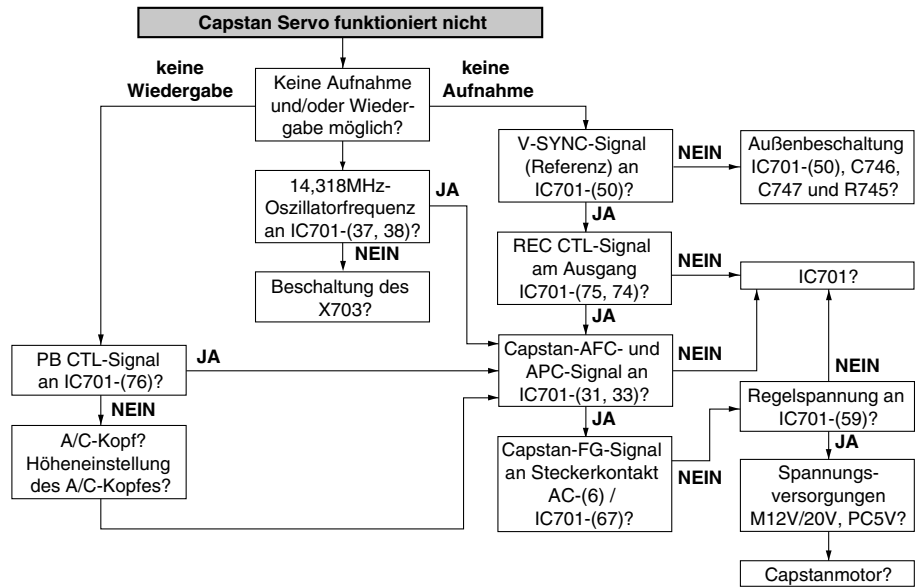 Capstan Servo funktioniert nicht
keine
Wiedergabe
Keine Aufnahme
und/oder Wieder-
gabe möglich?
keine
Aufnahme
V-SYNC-Signal
(Referenz) an
IC701-(50)?
NEIN
Außenbeschaltung
IC701-(50), C746,
C747 und R745?
JA
14,318MHz-
Oszillatorfrequenz
an IC701-(37, 38)?
JA
NEIN
Beschaltung des
X703?
REC CTL-Signal
am Ausgang
IC701-(75, 74)?
NEIN
IC701?
JA
PB CTL-Signal
an IC701-(76)?
JA
NEIN
A/C-Kopf?
Höheneinstellung
des A/C-Kopfes?
Capstan-AFC- und
APC-Signal an
IC701-(31, 33)?
NEIN
JA
Capstan-FG-Signal
an Steckerkontakt
AC-(6) /
IC701-(67)?
NEIN
NEIN
Regelspannung an
IC701-(59)?
JA
Spannungs-
versorgungen
M12V/20V, PC5V?
Capstanmotor?